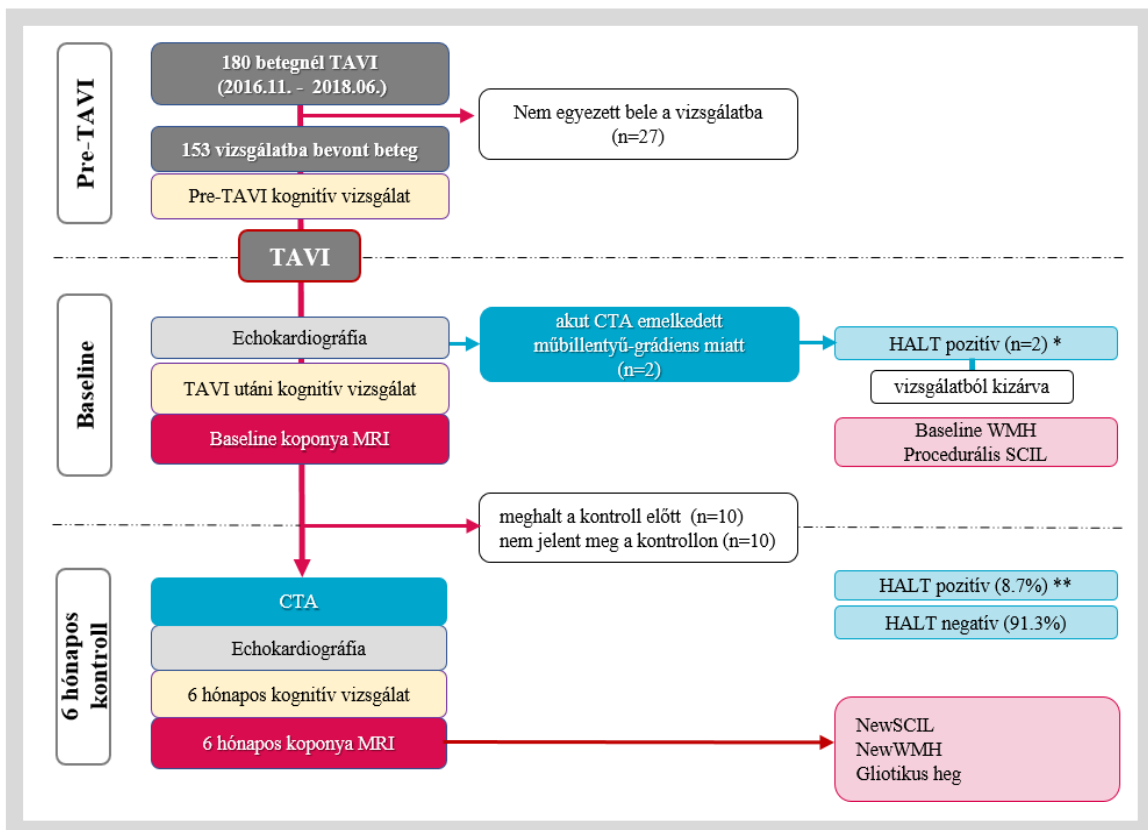 Pre-TAVI
180 betegnél TAVI
(2016.11. - 2018.06.)
Nem egyezett bele a vizsgálatba
(n=27)
153 vizsgálatba bevont beteg
Pre-TAVI kognitív vizsgálat
TAVI
Baseline
Echokardiográfia
akut CTA emelkedett
műbillentyű-grádiens miatt
(n=2)
HALT pozitív (n=2) *
vizsgálatból kizárva
TAVI utáni kognitív vizsgálat
Baseline koponya MRI
Baseline WMH
Procedurális SCIL
meghalt a kontroll előtt (n=10)
nem jelent meg a kontrollon (n=10)
6 hónapos
kontroll
CTA
HALT pozitív (8.7%) **
HALT negatív (91.3%)
Echokardiográfia
6 hónapos kognitív vizsgálat
6 hónapos koponya MRI
NewSCIL
NewWMH
Gliotikus heg